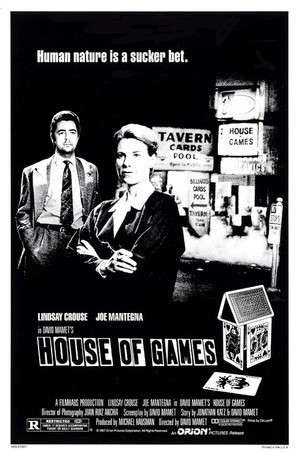 Human nature is a sucker bet.
TAVERN
CARDS
POOL
HOUSE
OF
GAMES
BILLIARDS
CARDS
POOL
TAVERN
LINDSAY CROUSE JOE MANTEGNA
in DAVID MAMET'S
HOUSE OF GAMES
A FILMHAUS PRODUCTION LINDSAY CROUSE JOE MANTEGNA in DAVID MAMET'S HOUSE OF GAMES
Director of Photography JUAN RUIZ ANCHIA Screenplay by DAVID MAMET Story by JONATHAN KATZ & DAVID MAMET
Produced by MICHAEL HAUSMAN Directed by DAVID MAMET
R RESTRICTED
AN ORION PICTURES Release